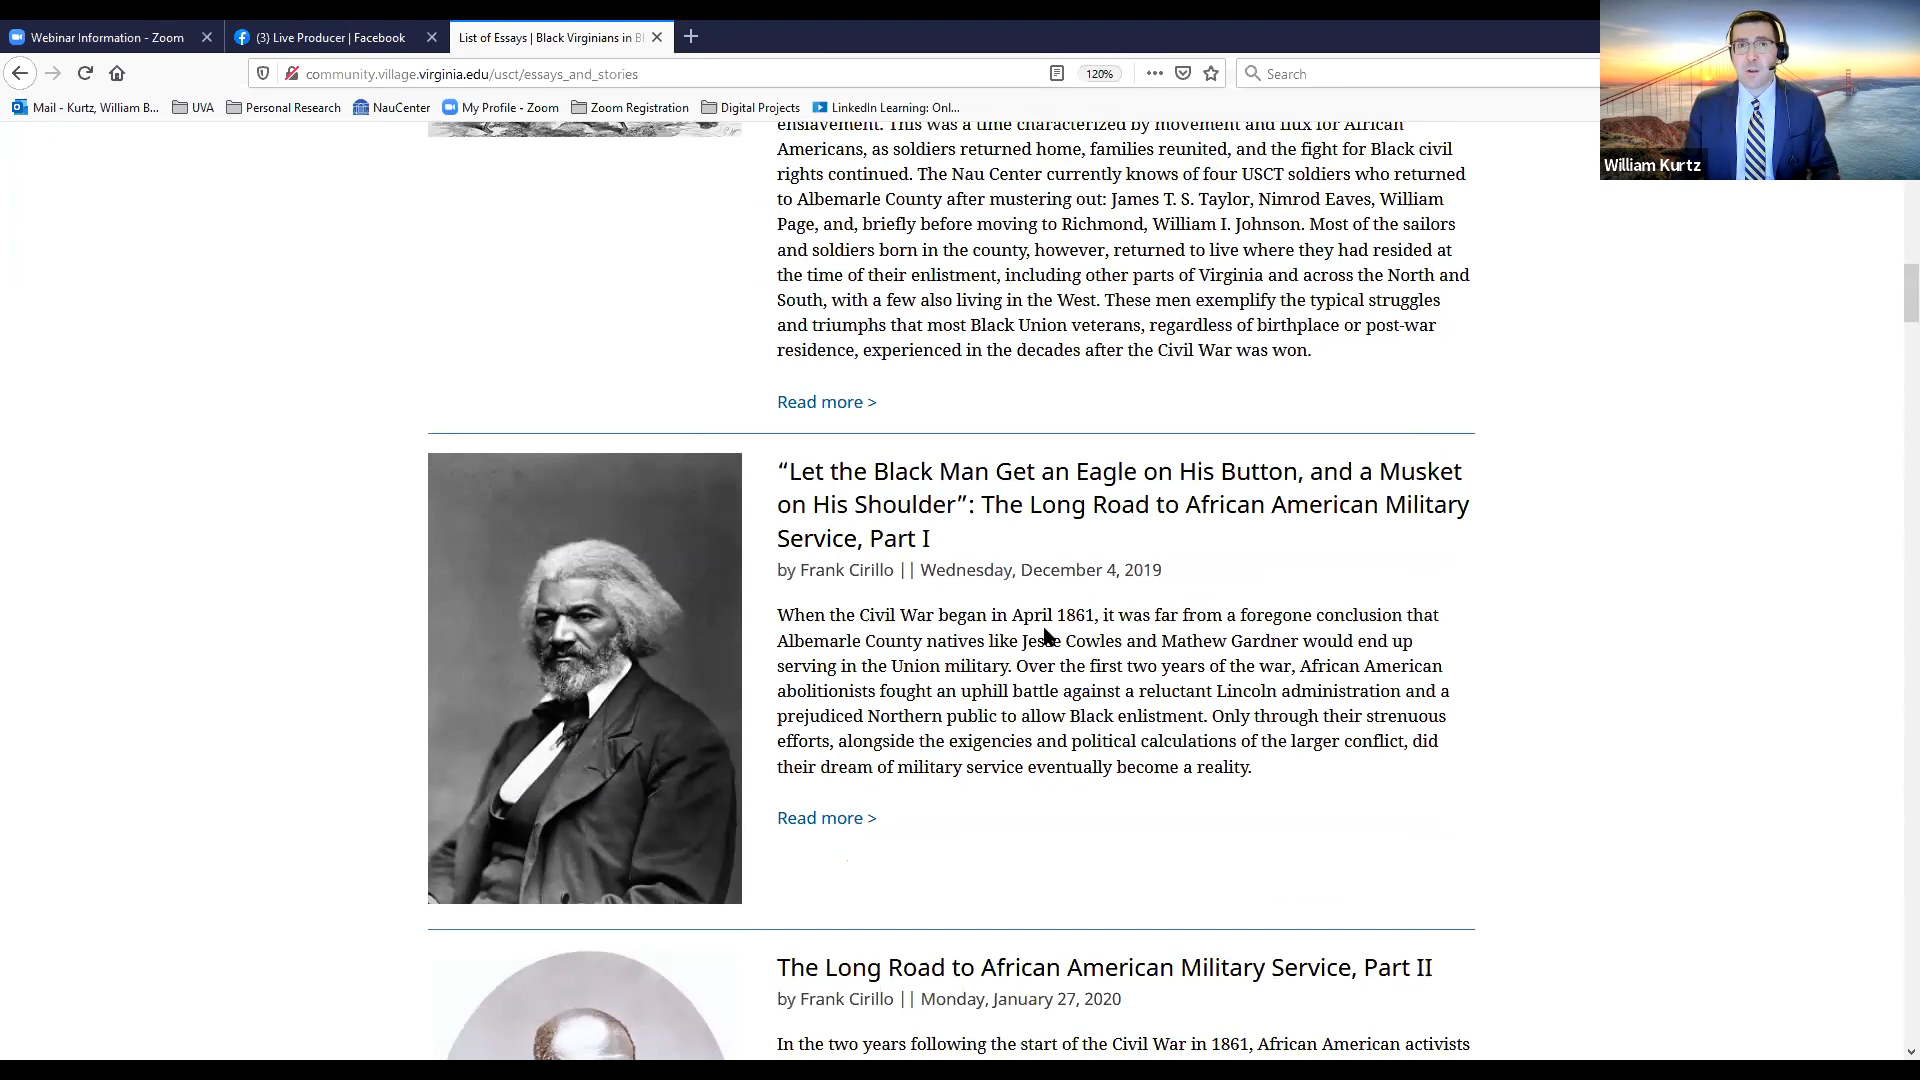 Webinar Information - Zoom
(3) Live Producer | Facebook
List of Essays | Black Virginians in Bl
community.village.virginia.edu/usct/essays_and_stories
120%
Search
Mail - Kurtz, William B...
UVA
Personal Research
NauCenter
My Profile - Zoom
Zoom Registration
Digital Projects
LinkedIn Learning: Onl...
William Kurtz
enslavement. This was a time characterized by movement and flux for African
Americans, as soldiers returned home, families reunited, and the fight for Black civil
rights continued. The Nau Center currently knows of four USCT soldiers who returned
to Albemarle County after mustering out: James T. S. Taylor, Nimrod Eaves, William
Page, and, briefly before moving to Richmond, William I. Johnson. Most of the sailors
and soldiers born in the county, however, returned to live where they had resided at
the time of their enlistment, including other parts of Virginia and across the North and
South, with a few also living in the West. These men exemplify the typical struggles
and triumphs that most Black Union veterans, regardless of birthplace or post-war
residence, experienced in the decades after the Civil War was won.
Read more >
“Let the Black Man Get an Eagle on His Button, and a Musket
on His Shoulder”: The Long Road to African American Military
Service, Part I
by Frank Cirillo || Wednesday, December 4, 2019
When the Civil War began in April 1861, it was far from a foregone conclusion that
Albemarle County natives like Jesse Cowles and Mathew Gardner would end up
serving in the Union military. Over the first two years of the war, African American
abolitionists fought an uphill battle against a reluctant Lincoln administration and a
prejudiced Northern public to allow Black enlistment. Only through their strenuous
efforts, alongside the exigencies and political calculations of the larger conflict, did
their dream of military service eventually become a reality.
Read more >
The Long Road to African American Military Service, Part II
by Frank Cirillo || Monday, January 27, 2020
In the two years following the start of the Civil War in 1861, African American activists